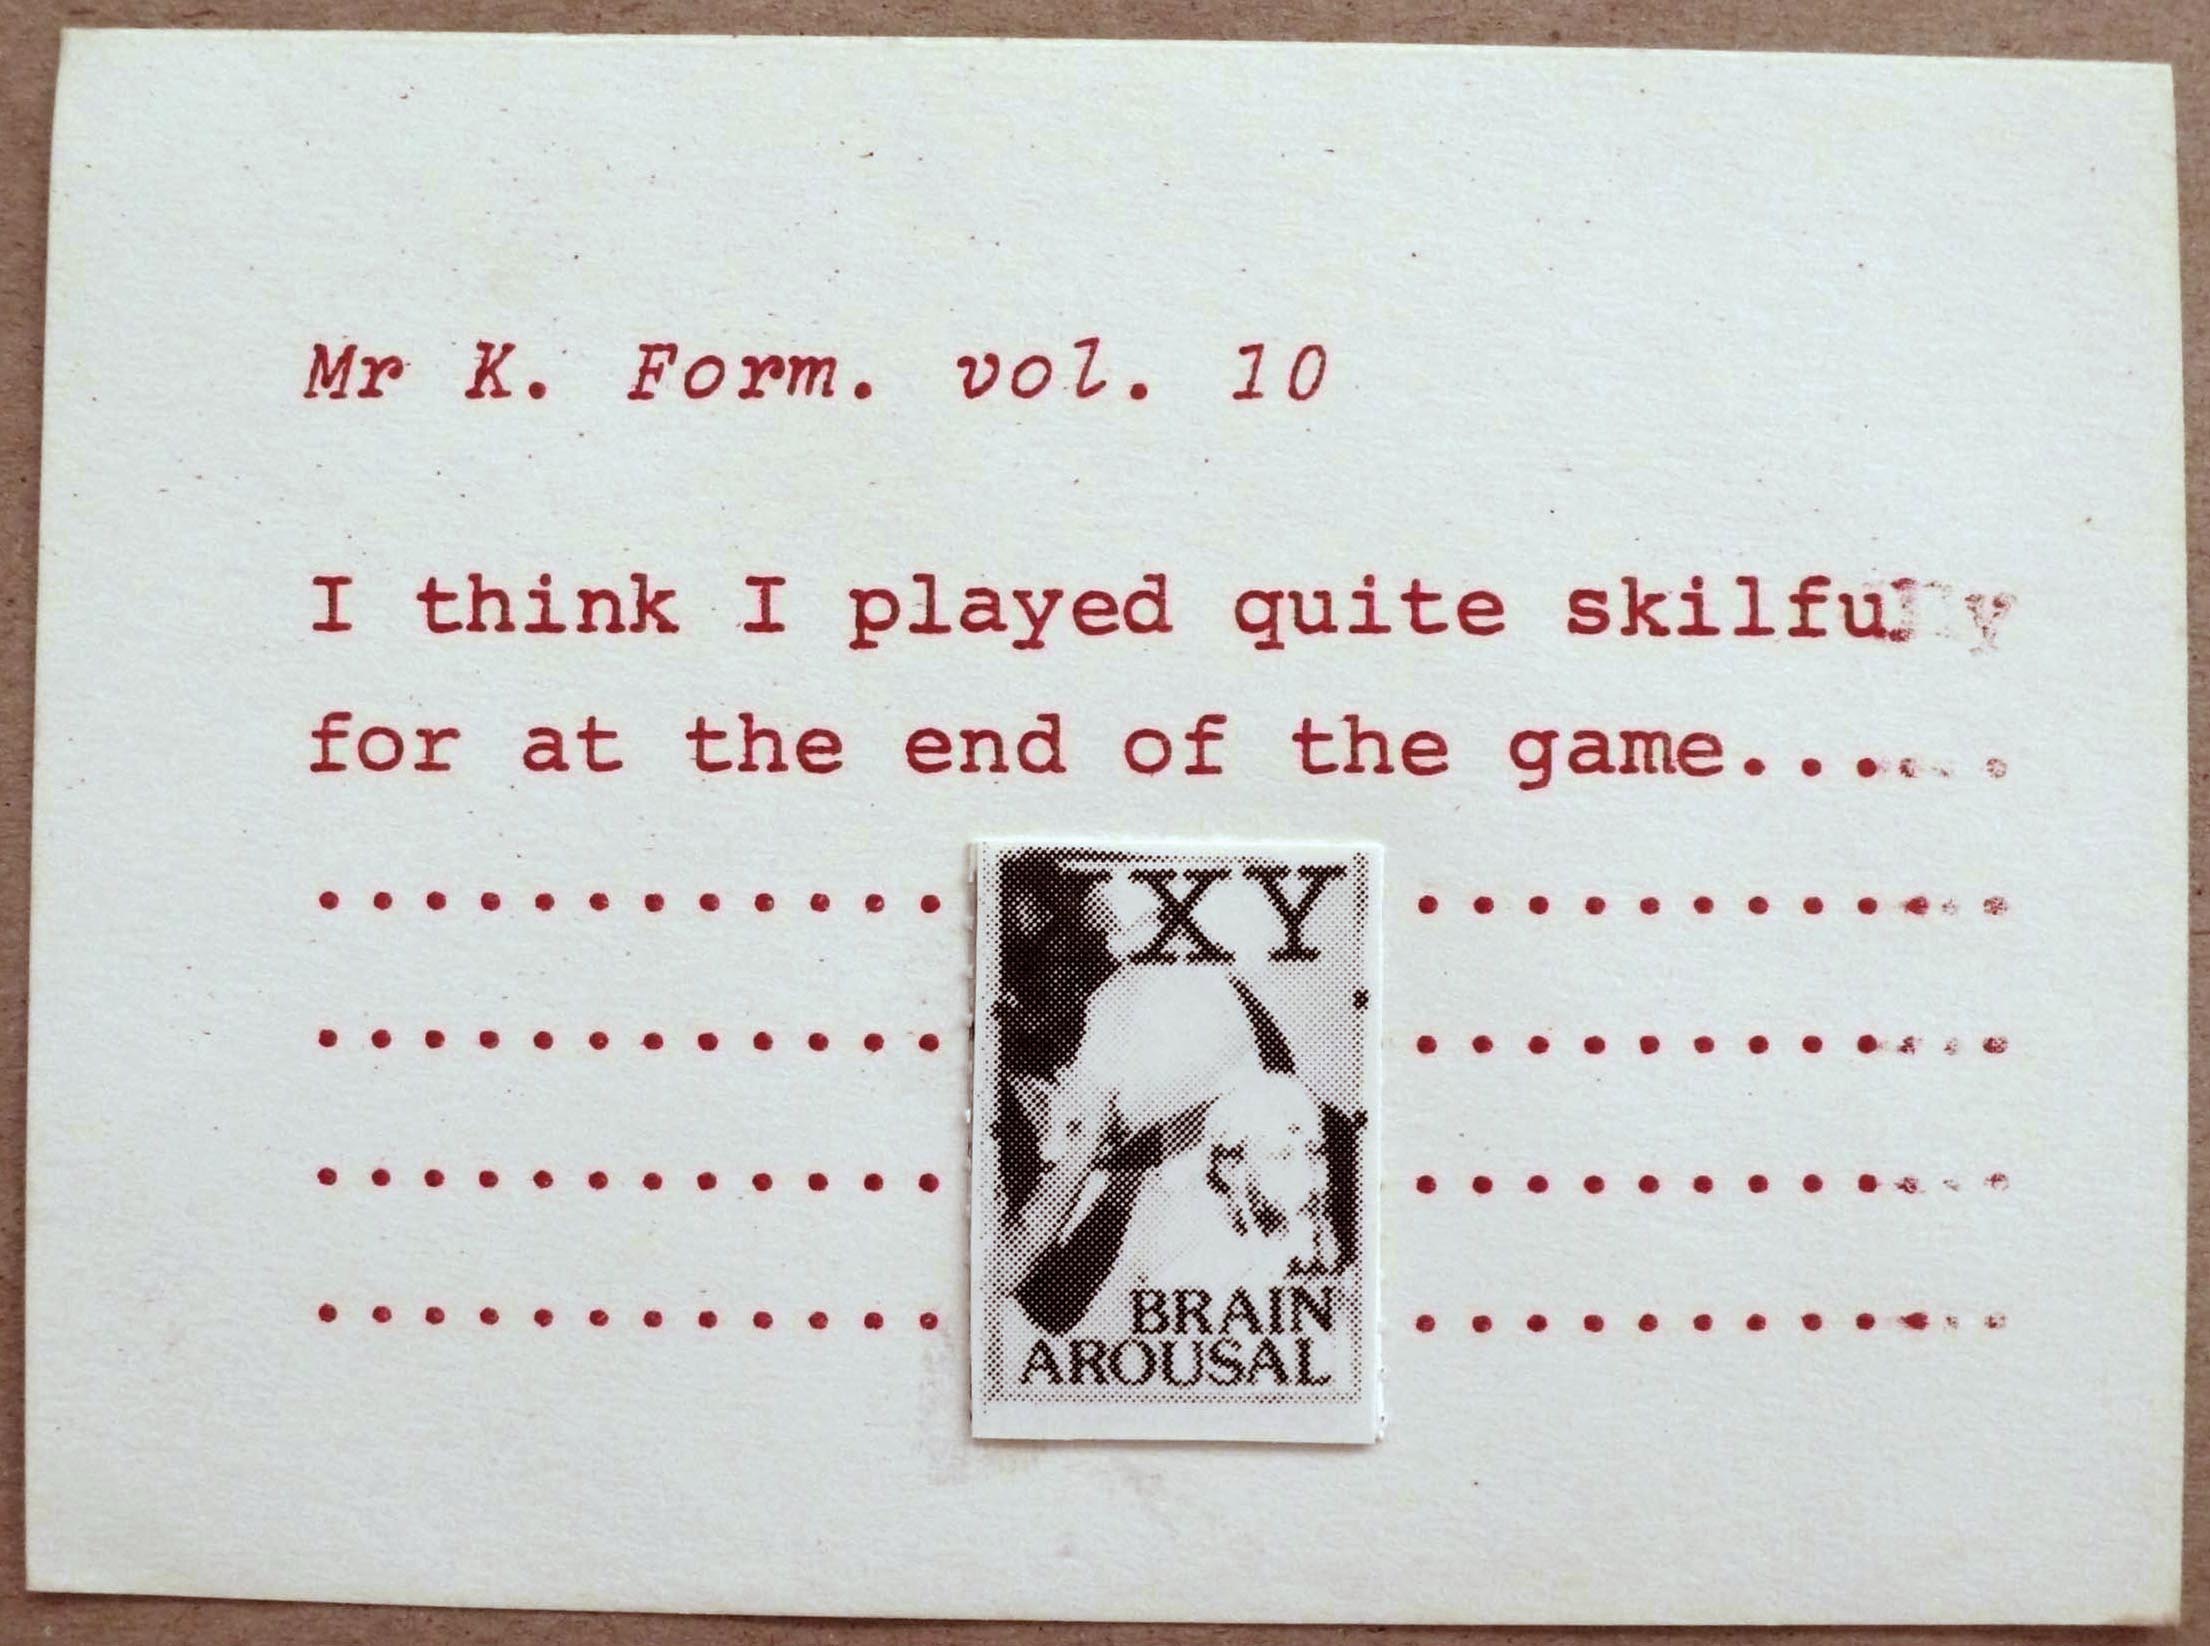 Mr K. Form. vol. 10
I think I played quite skilfully
for at the end of the game......
............. ...........
............. ...........
............. ...........
............. ...........
XY
BRAIN
AROUSAL